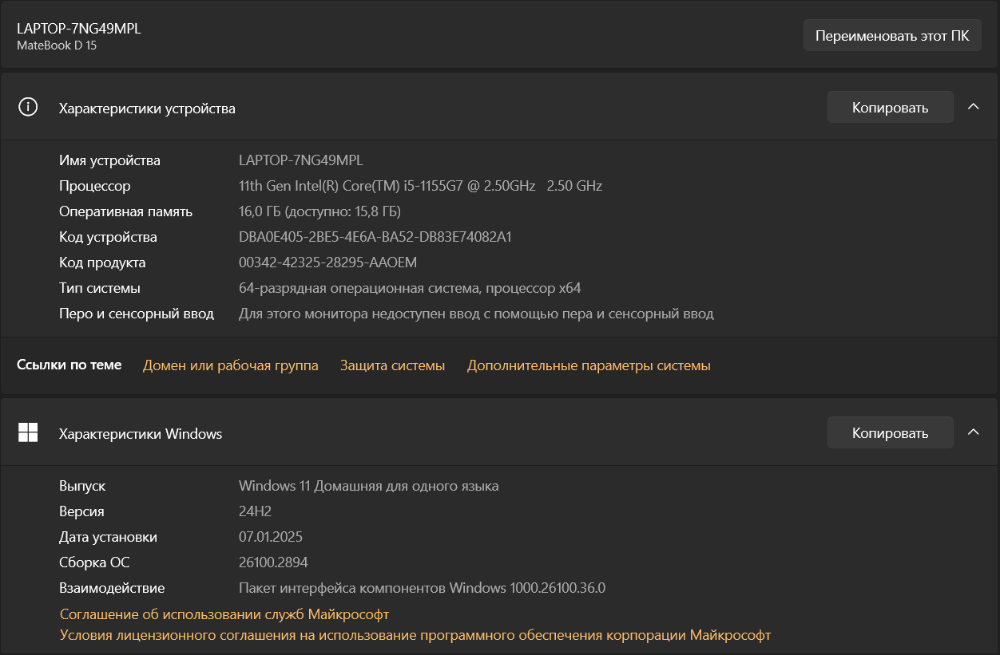 LAPTOP-7NG49MPL
MateBook D 15
Переименовать этот ПК
Характеристики устройства
Копировать
Имя устройства LAPTOP-7NG49MPL
Процессор 11th Gen Intel(R) Core(TM) i5-1155G7 @ 2.50GHz 2.50 GHz
Оперативная память 16,0 ГБ (доступно: 15,8 ГБ)
Код устройства DBA0E405-2BE5-4E6A-BA52-DB83E74082A1
Код продукта 00342-42325-28295-AAOEM
Тип системы 64-разрядная операционная система, процессор x64
Перо и сенсорный ввод Для этого монитора недоступен ввод с помощью пера и сенсорный ввод
Ссылки по теме Домен или рабочая группа Защита системы Дополнительные параметры системы
Характеристики Windows
Копировать
Выпуск Windows 11 Домашняя для одного языка
Версия 24H2
Дата установки 07.01.2025
Сборка ОС 26100.2894
Взаимодействие Пакет интерфейса компонентов Windows 1000.26100.36.0
Соглашение об использовании служб Майкрософт
Условия лицензионного соглашения на использование программного обеспечения корпорации Майкрософт